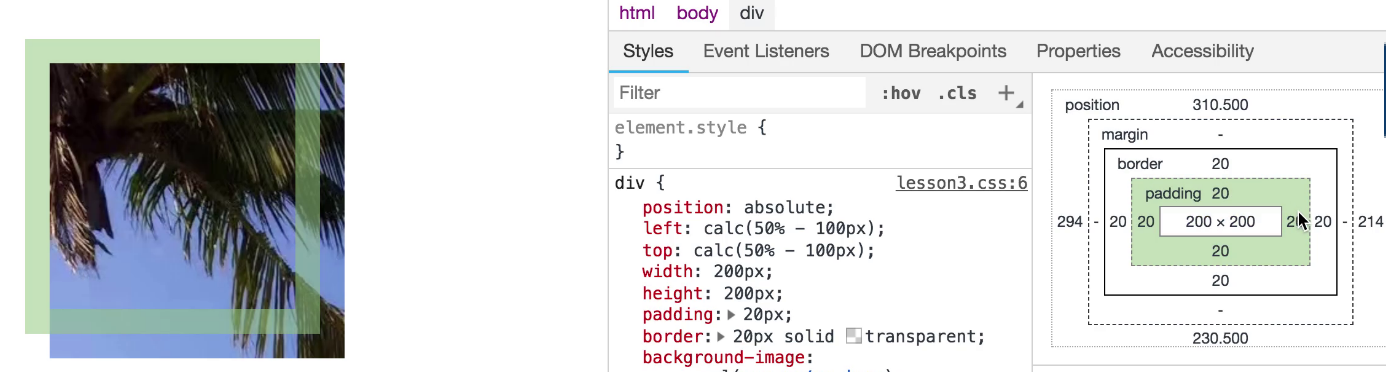 html body div
Styles Event Listeners DOM Breakpoints Properties Accessibility
Filter :hov .cls +
element.style {
}
div { lesson3.css:6
position: absolute;
left: calc(50% - 100px);
top: calc(50% - 100px);
width: 200px;
height: 200px;
padding: 20px;
border: 20px solid transparent;
background-image:
position 310.500
margin -
border 20
padding 20
294 - 20 20 200 × 200 20 20 - 214
20
20
-
230.500